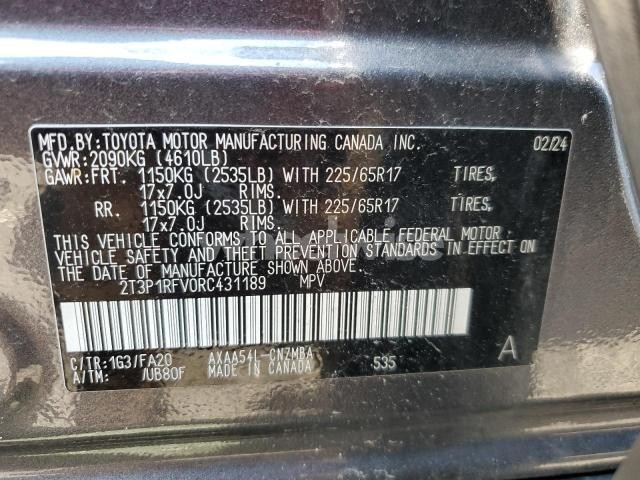 MFD.BY:TOYOTA MOTOR MANUFACTURING CANADA INC. 02/24
GVWR:2090KG (4610LB)
GAWR:FRT. 1150KG (2535LB) WITH 225/65R17 TIRES,
17x7.0J RIMS.
RR. 1150KG (2535LB) WITH 225/65R17 TIRES,
17x7.0J RIMS.
THIS VEHICLE CONFORMS TO ALL APPLICABLE FEDERAL MOTOR
VEHICLE SAFETY AND THEFT PREVENTION STANDARDS IN EFFECT ON
THE DATE OF MANUFACTURE SHOWN ABOVE.
2T3P1RFV0RC431189 MPV
C/TR:1G3/FA20 AXAA54L-CNZMBA 535 A
A/TM: /UB80F MADE IN CANADA